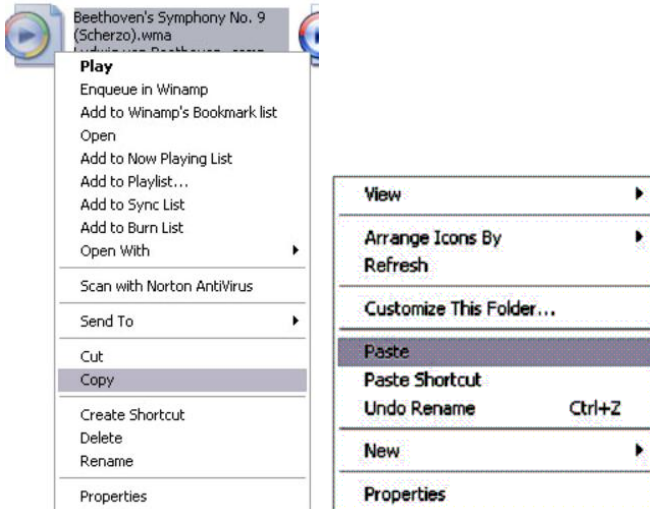 Beethoven's Symphony No. 9
(Scherzo).wma
Play
Enqueue in Winamp
Add to Winamp's Bookmark list
Open
Add to Now Playing List
Add to Playlist...
Add to Sync List
Add to Burn List
Open With
Scan with Norton AntiVirus
Send To
Cut
Copy
Create Shortcut
Delete
Rename
Properties
View
Arrange Icons By
Refresh
Customize This Folder...
Paste
Paste Shortcut
Undo Rename Ctrl+Z
New
Properties